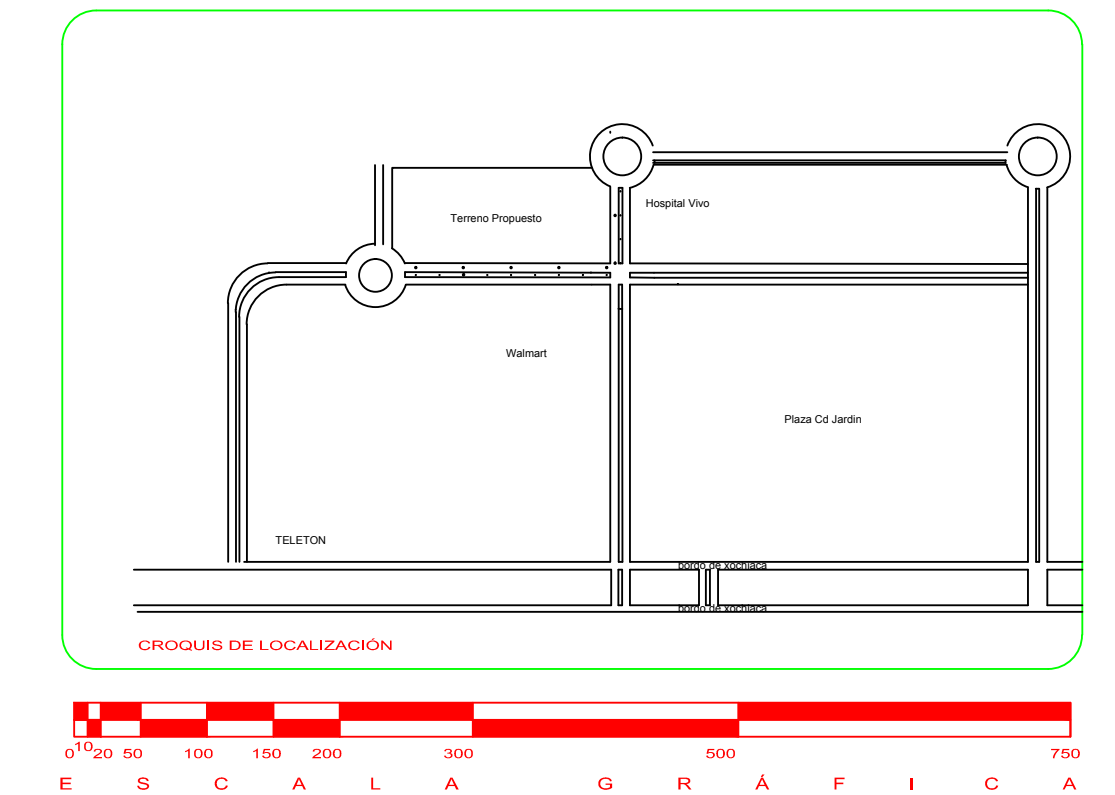 Hospital Vivo
Terreno Propuesto
Walmart
Plaza Cd Jardin
TELETON
bordo de xochiaca
bordo de xochiaca
CROQUIS DE LOCALIZACIÓN
0 10 20 50 100 150 200 300 500 750
E S C A L A G R Á F I C A